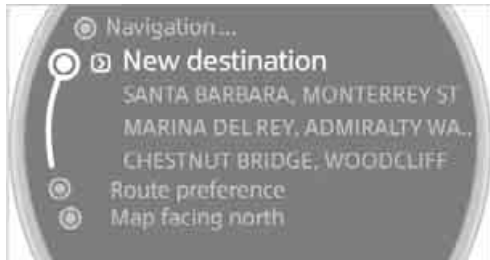 Navigation...
New destination
SANTA BARBARA, MONTERREY ST
MARINA DEL REY, ADMIRALTY WA..
CHESTNUT BRIDGE, WOODCLIFF
Route preference
Map facing north